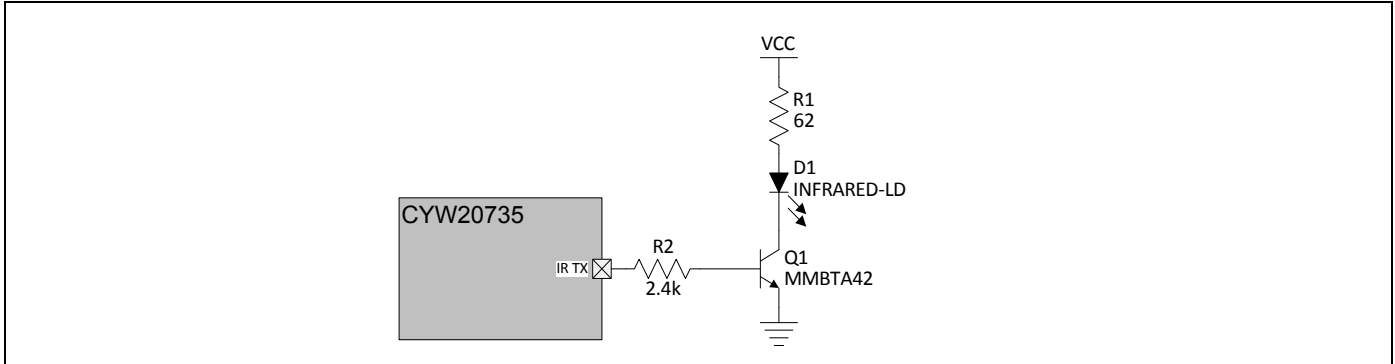 VCC
R1
62
D1
INFRARED-LD
CYW20735
IR TX
R2
2.4k
Q1
MMBTA42